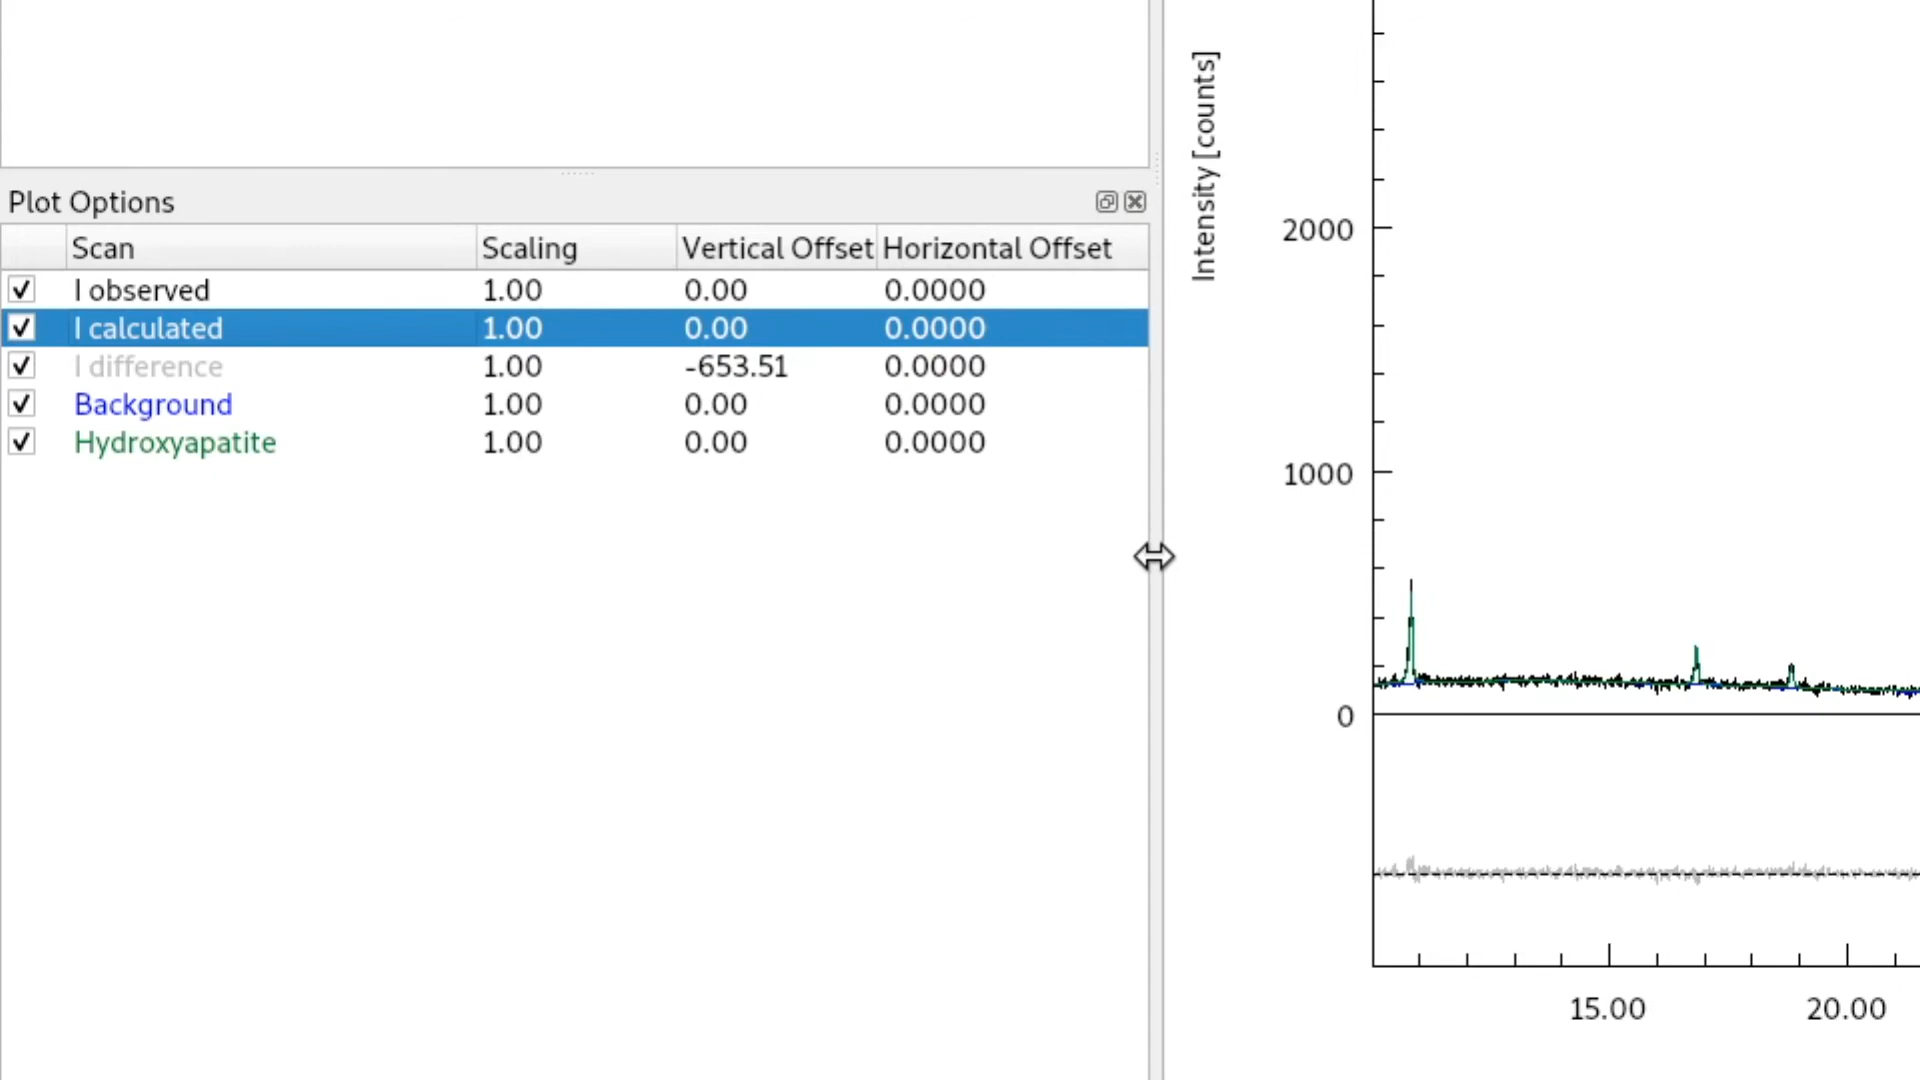 Plot Options
Scan Scaling Vertical Offset Horizontal Offset
I observed 1.00 0.00 0.0000
I calculated 1.00 0.00 0.0000
I difference 1.00 -653.51 0.0000
Background 1.00 0.00 0.0000
Hydroxyapatite 1.00 0.00 0.0000
Intensity [counts]
2000
1000
0
15.00 20.00